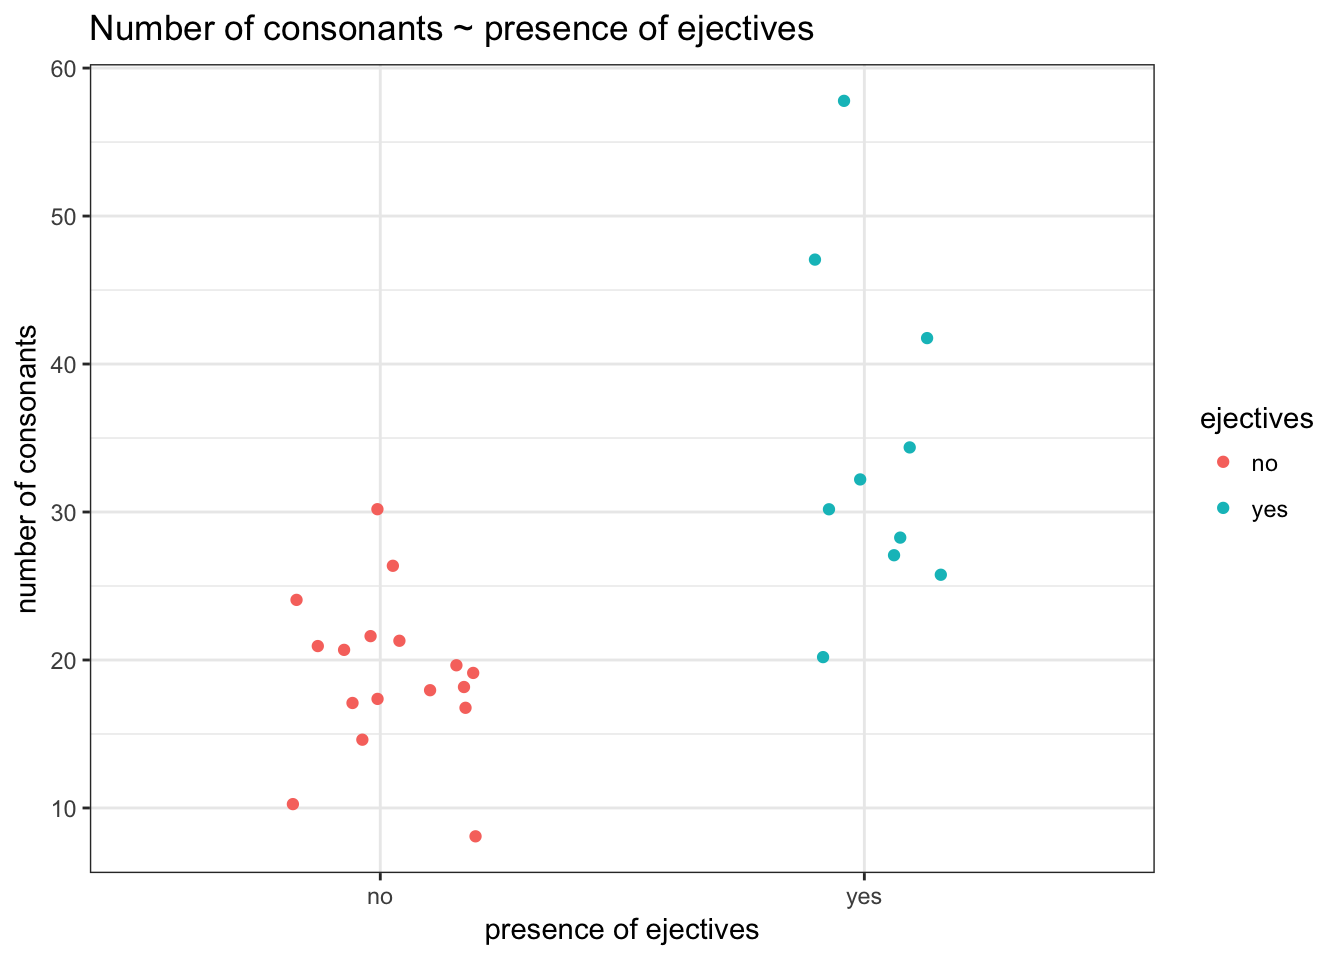 Number of consonants ~ presence of ejectives
60
50
40
30
20
10
number of consonants
no
yes
presence of ejectives
ejectives
no
yes